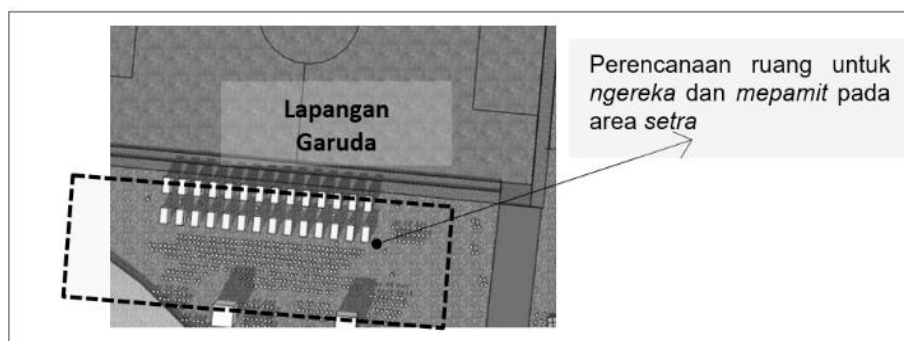 Lapangan
Garuda
Perencanaan ruang untuk
ngereka dan mepamit pada
area setra